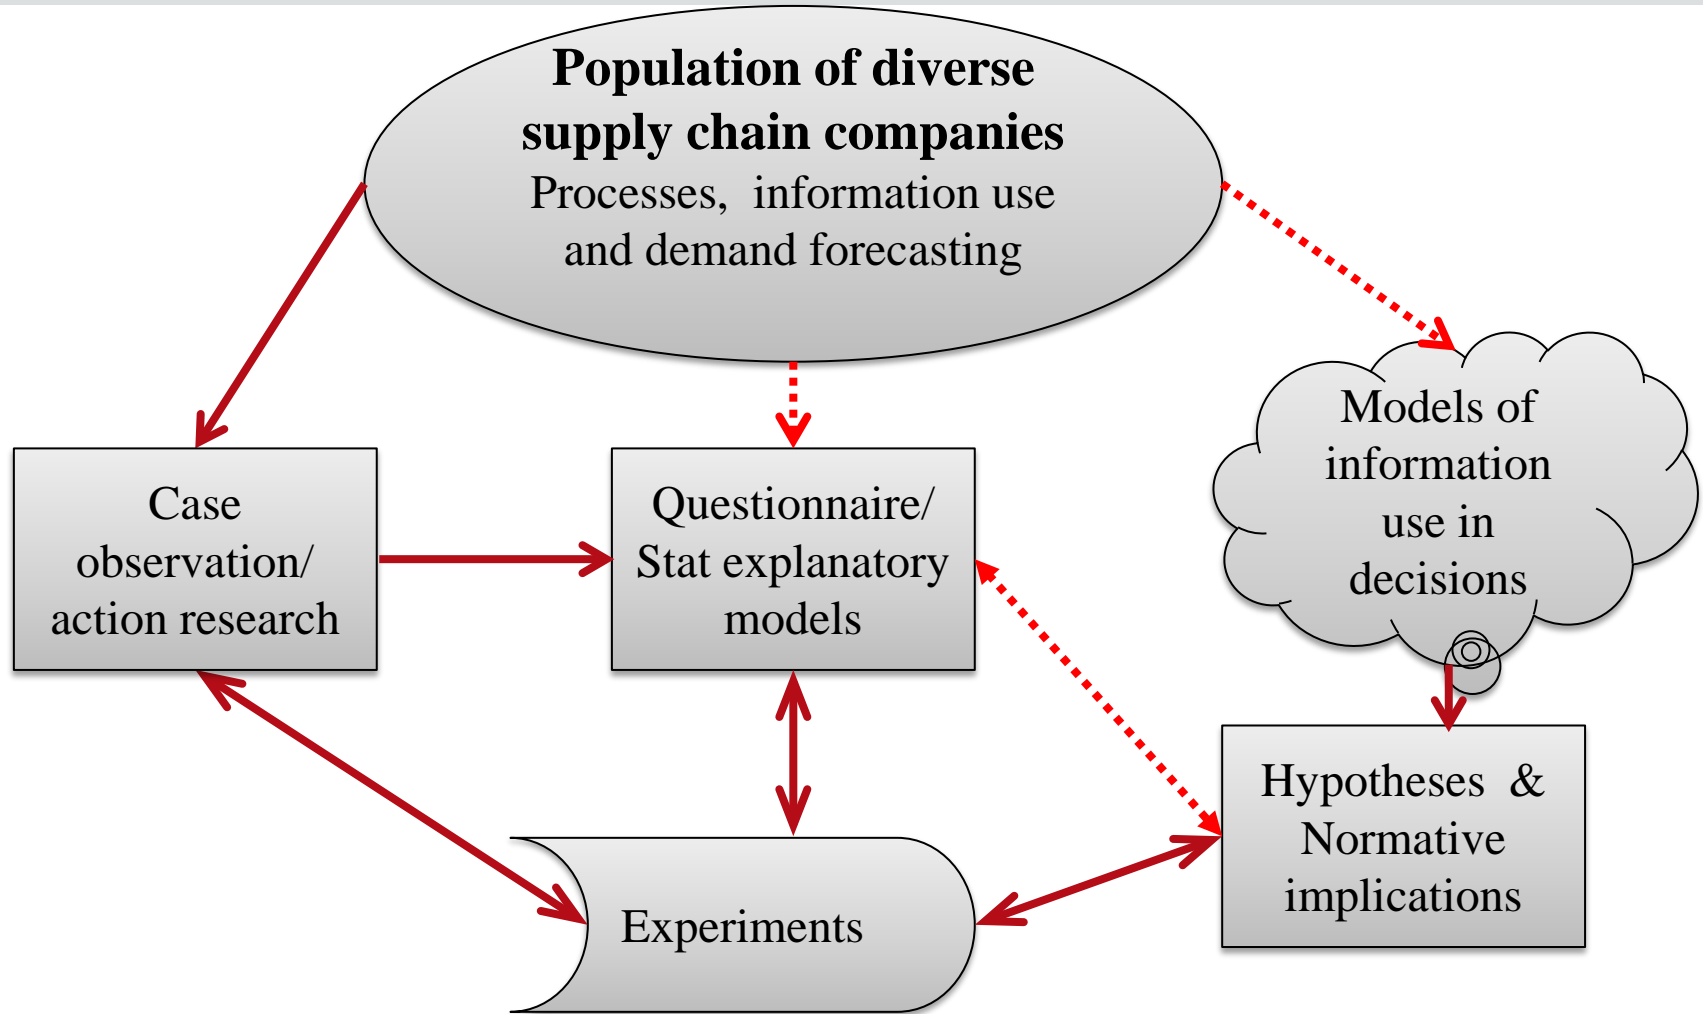 Population of diverse
supply chain companies
Processes, information use
and demand forecasting
Case
observation/
action research
Questionnaire/
Stat explanatory
models
Models of
information
use in
decisions
Hypotheses &
Normative
implications
Experiments